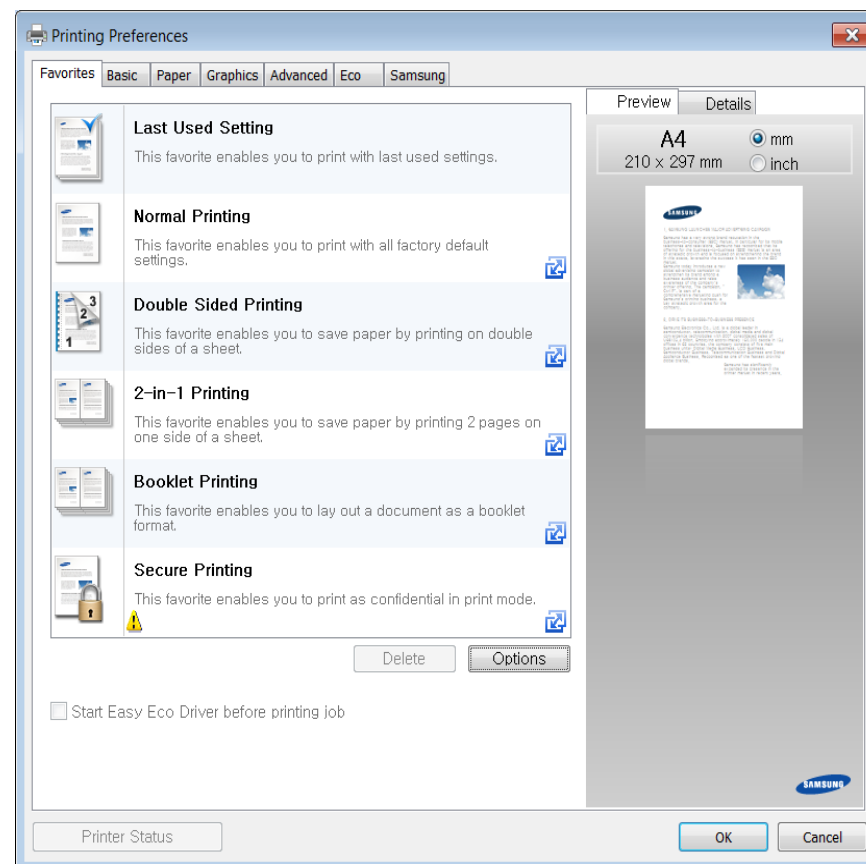 Printing Preferences
Favorites Basic Paper Graphics Advanced Eco Samsung
Last Used Setting
This favorite enables you to print with last used settings.
Normal Printing
This favorite enables you to print with all factory default
settings.
Double Sided Printing
This favorite enables you to save paper by printing on double
sides of a sheet.
2-in-1 Printing
This favorite enables you to save paper by printing 2 pages on
one side of a sheet.
Booklet Printing
This favorite enables you to lay out a document as a booklet
format.
Secure Printing
This favorite enables you to print as confidential in print mode.
Delete Options
Start Easy Eco Driver before printing job
Preview Details
A4
210 x 297 mm
mm
inch
SAMSUNG
SAMSUNG
Printer Status
OK Cancel